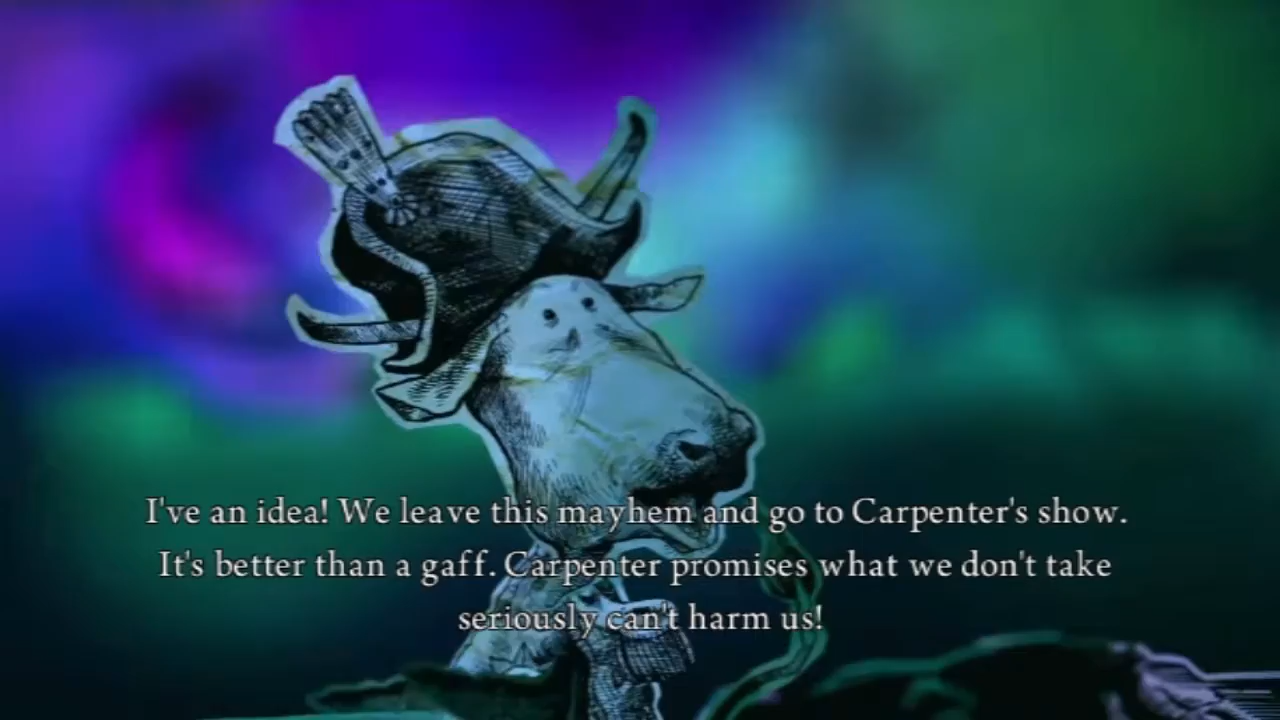 I've an idea! We leave this mayhem and go to Carpenter's show.
It's better than a gaff. Carpenter promises what we don't take
seriously can't harm us!